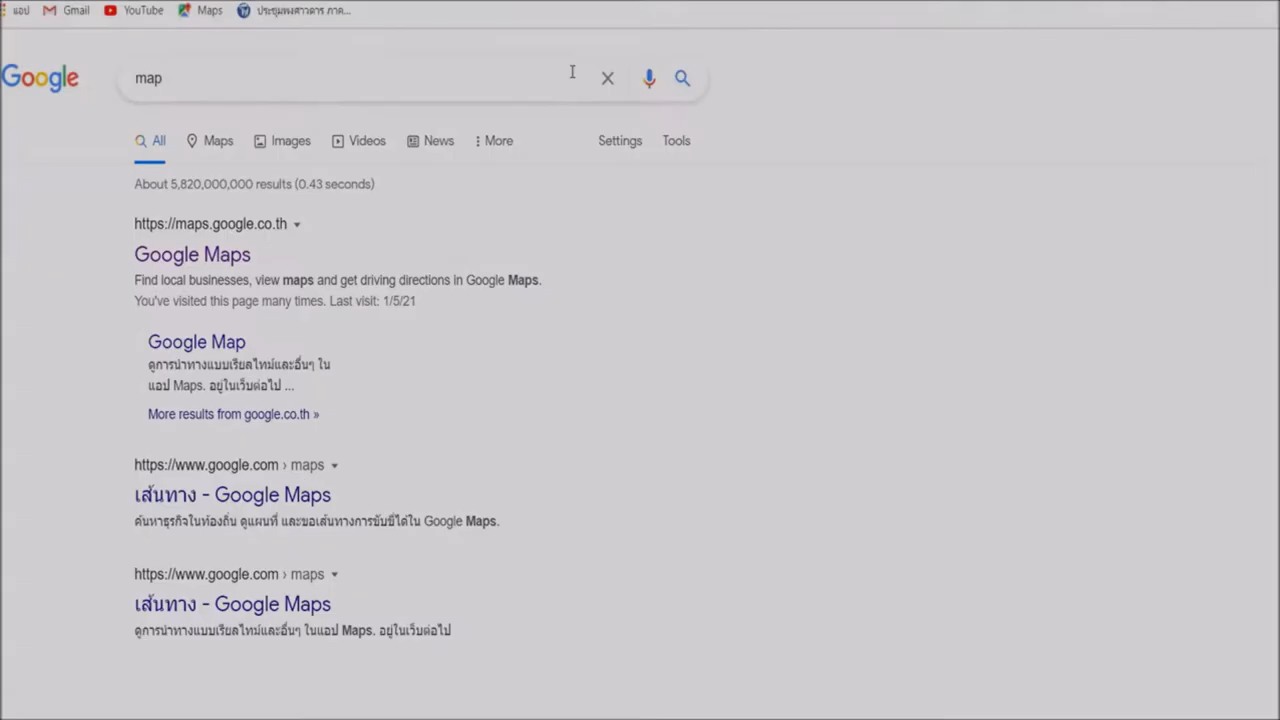 แอป Gmail YouTube Maps ประชุมพงศาวดาร ภาค...
Google map
All Maps Images Videos News More Settings Tools
About 5,820,000,000 results (0.43 seconds)
https://maps.google.co.th
Google Maps
Find local businesses, view maps and get driving directions in Google Maps.
You've visited this page many times. Last visit: 1/5/21
Google Map
ดูการนำทางแบบเรียลไทม์และอื่นๆ ใน
แอป Maps. อยู่ในเว็บต่อไป ...
More results from google.co.th »
https://www.google.com › maps
เส้นทาง - Google Maps
ค้นหาธุรกิจในท้องถิ่น ดูแผนที่ และขอเส้นทางการขับขี่ได้ใน Google Maps.
https://www.google.com › maps
เส้นทาง - Google Maps
ดูการนำทางแบบเรียลไทม์และอื่นๆ ในแอป Maps. อยู่ในเว็บต่อไป